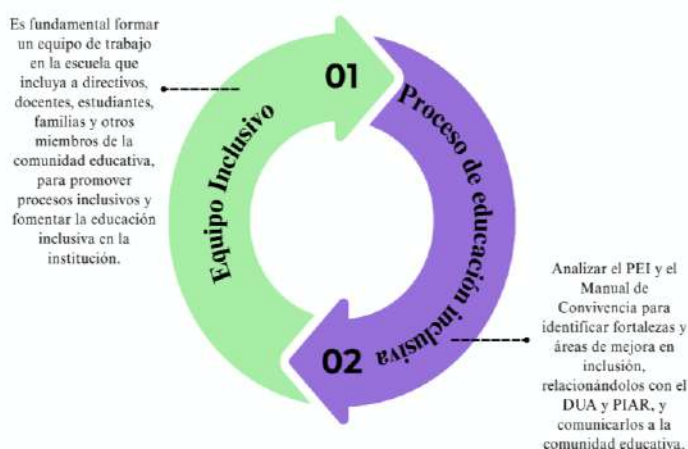 Es fundamental formar
un equipo de trabajo
en la escuela que
incluya a directivos,
docentes, estudiantes,
familias y otros
miembros de la
comunidad educativa,
para promover
procesos inclusivos y
fomentar la educación
inclusiva en la
institución.
01
Equipo Inclusivo
Proceso de educación inclusiva
02
Analizar el PEI y el
Manual de
Convivencia para
identificar fortalezas y
áreas de mejora en
inclusión,
relacionándolos con el
DUA y PIAR, y
comunicarlos a la
comunidad educativa.